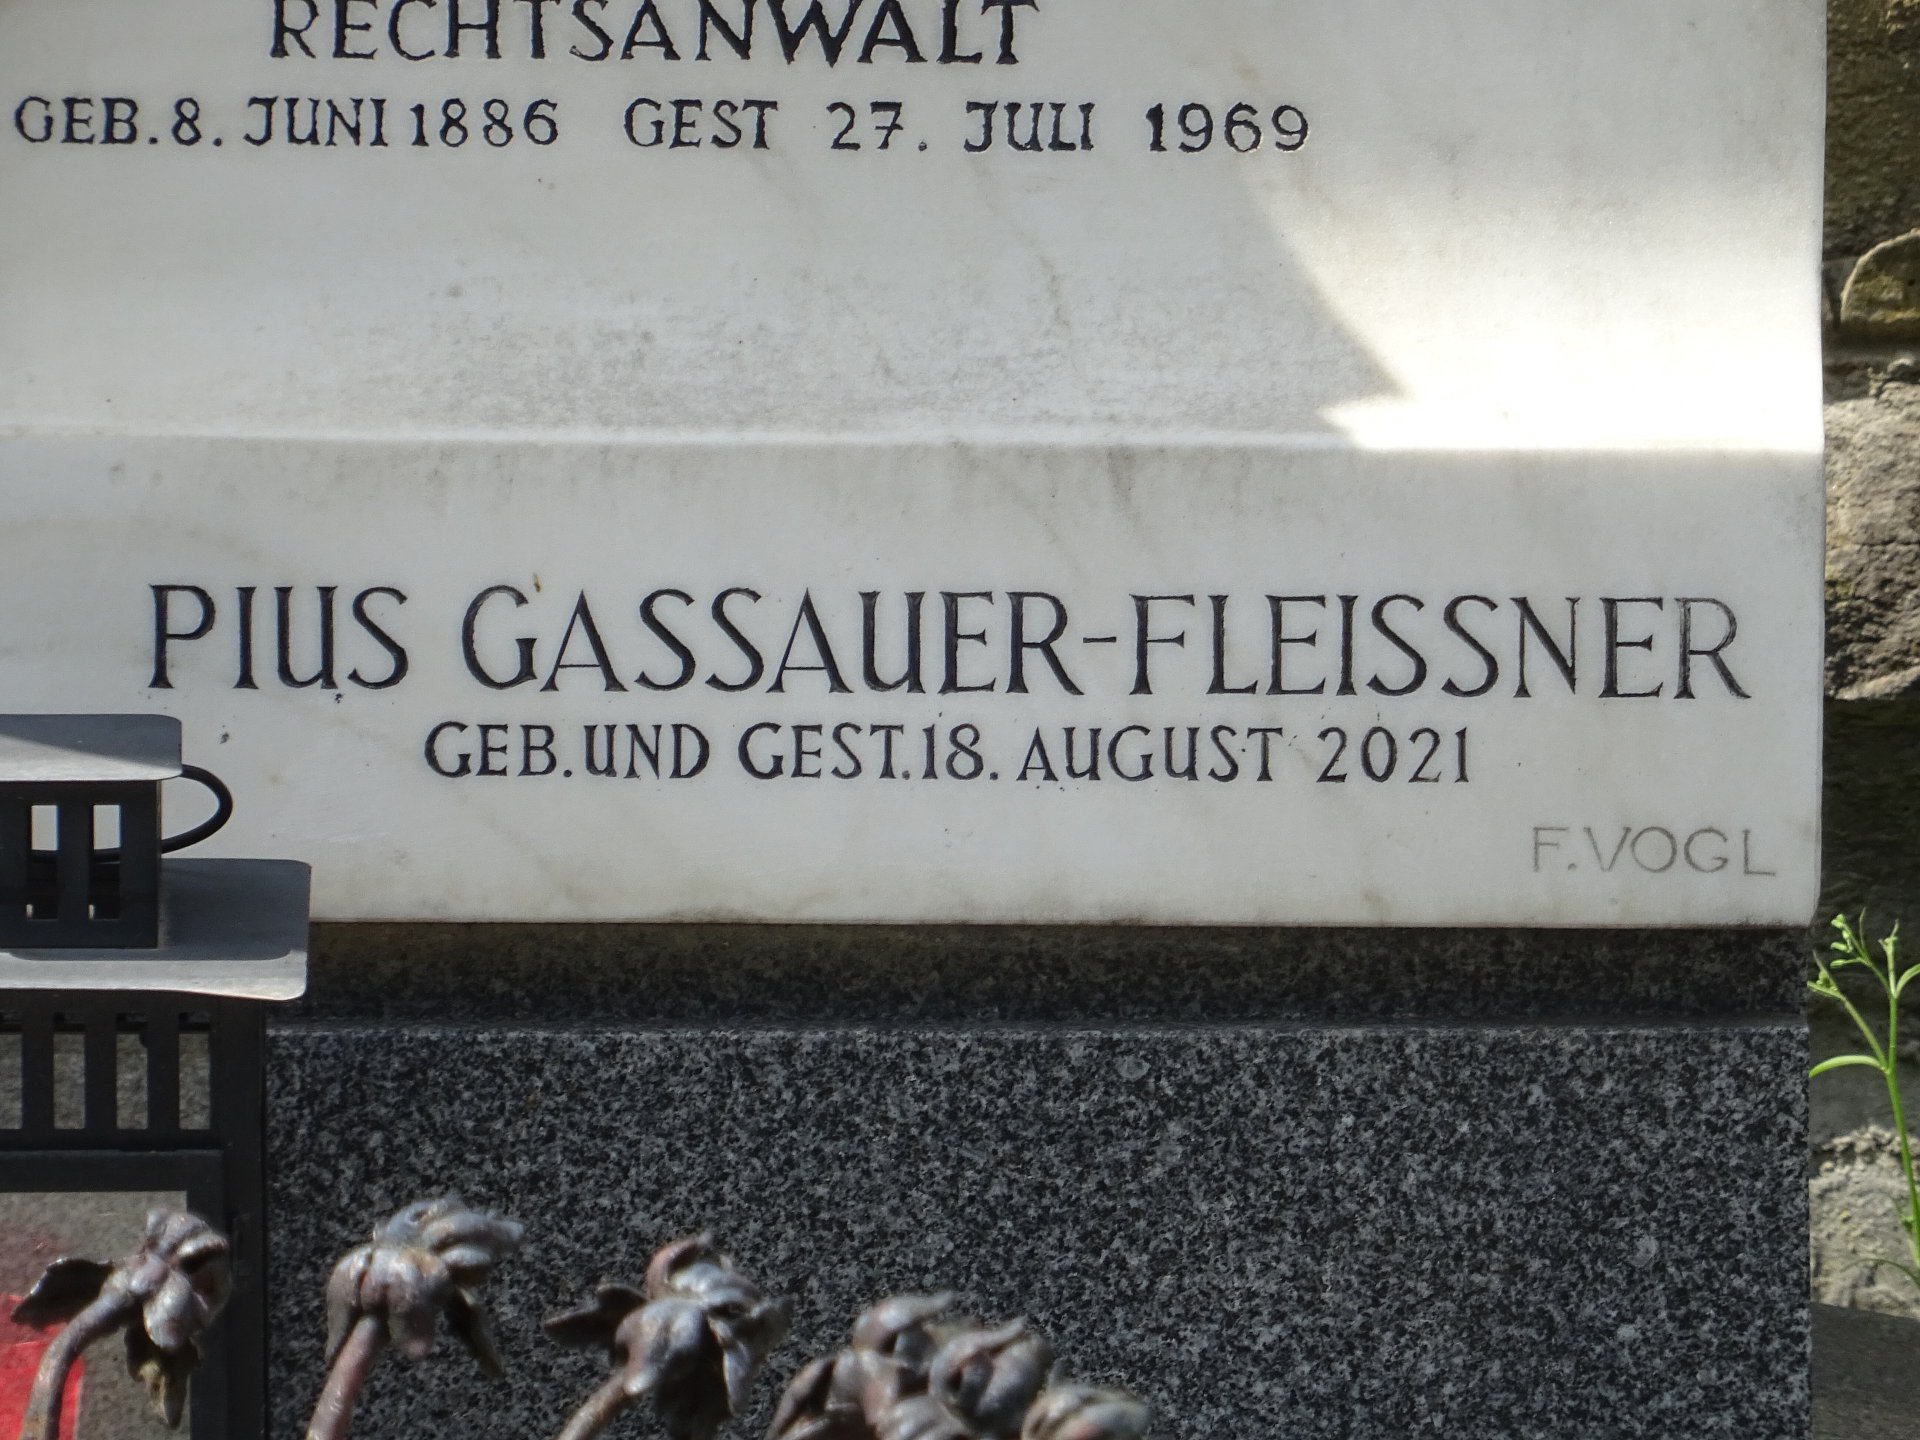 RECHTSANWALT
GEB. 8. JUNI 1886 GEST 27. JULI 1969
PIUS GASSAUER-FLEISSNER
GEB. UND GEST. 18. AUGUST 2021
F. VOGL